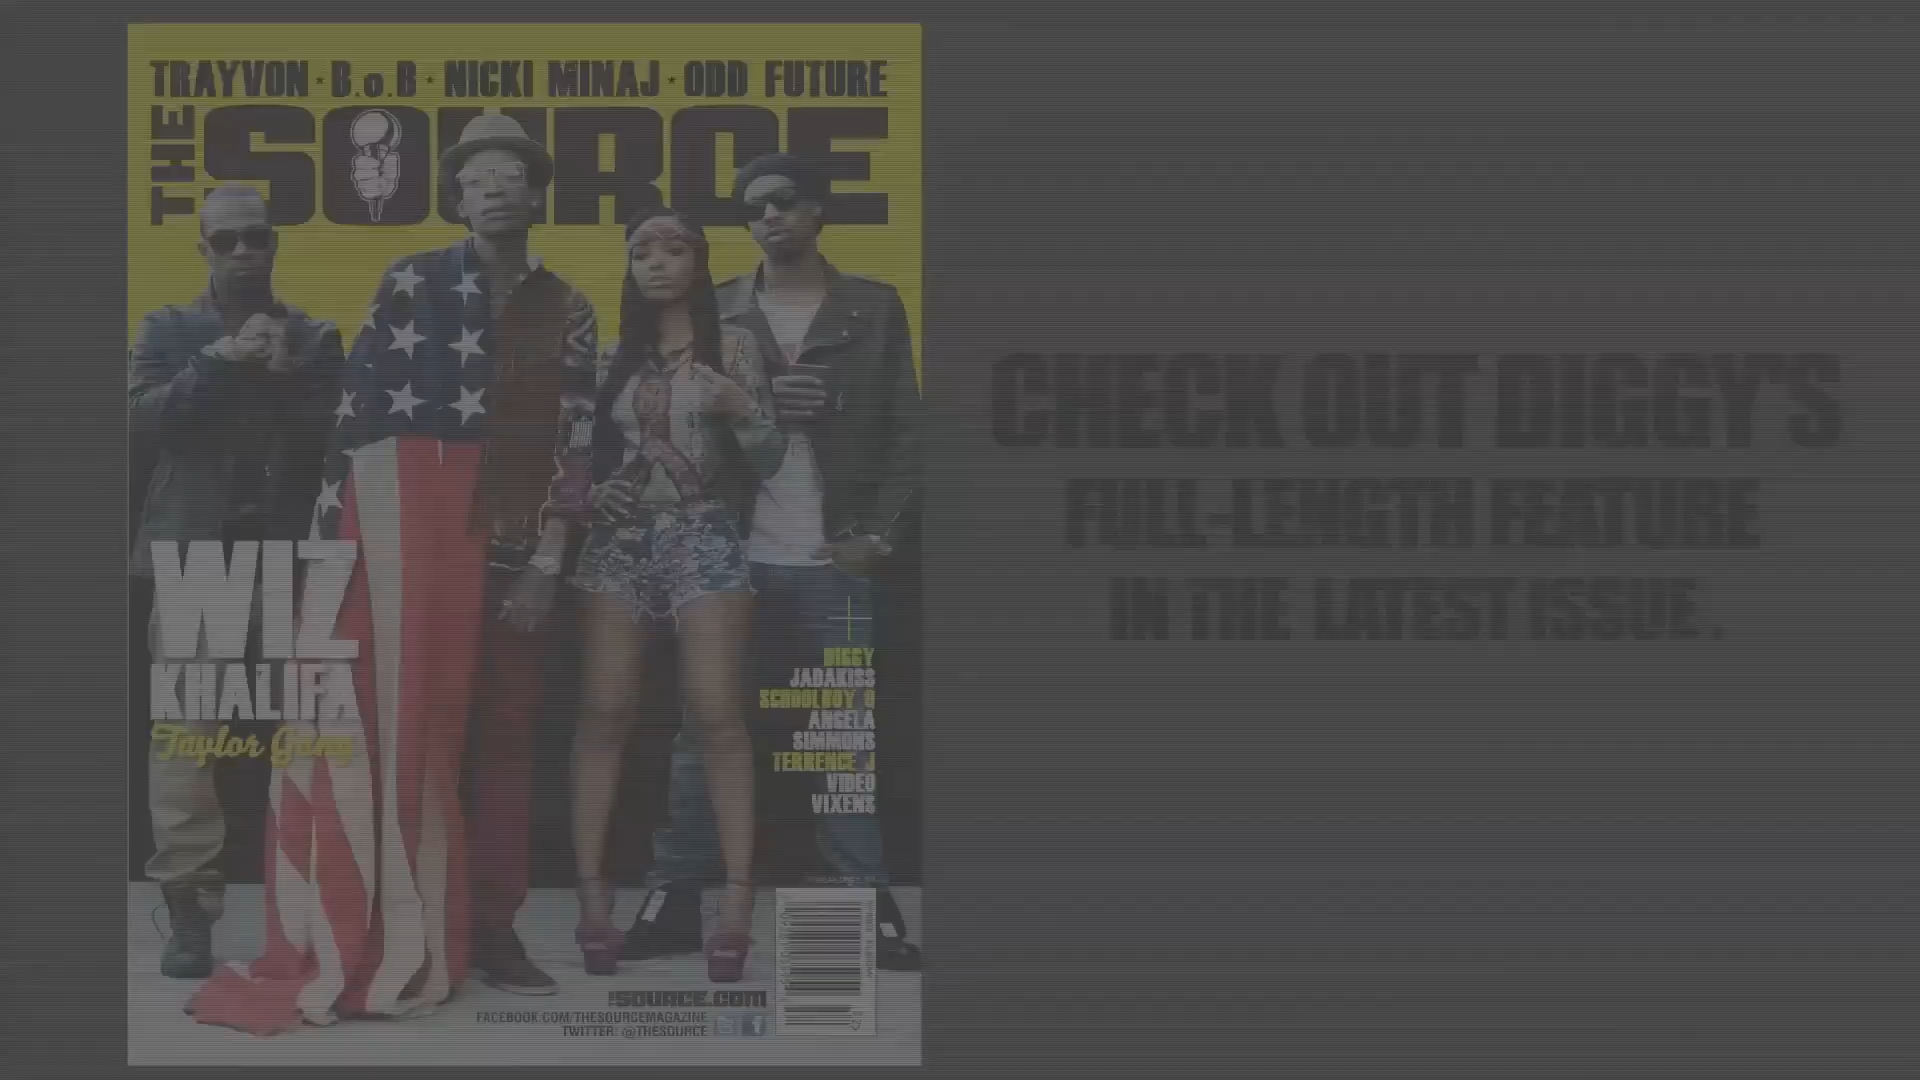 TRAYVON * B.o.B * NICKI MINAJ * ODD FUTURE
THE SOURCE
WIZ
KHALIFA
Taylor Gang
DIGGY
JADAKISS
SCHOOLBOY Q
ANGELA
SIMMONS
TERRENCE J
VIDEO
VIXENS
THESOURCE.COM
FACEBOOK.COM/THESOURCEMAGAZINE
TWITTER: @THESOURCE
CHECK OUT DIGGY'S
FULL-LENGTH FEATURE
IN THE LATEST ISSUE.